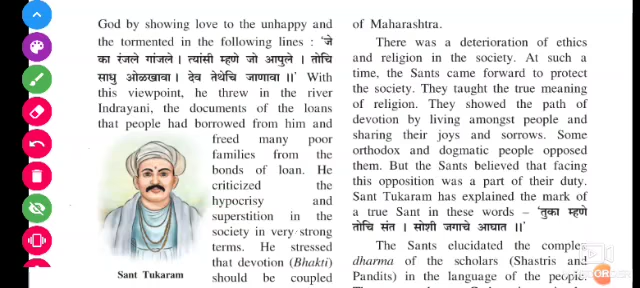 God by showing love to the unhappy and
the tormented in the following lines : ‘जे
का रंजले गांजले । त्यांसी म्हणे जो आपुले । तोचि
साधु ओळखावा । देव तेथेचि जाणावा ॥’ With
this viewpoint, he threw in the river
Indrayani, the documents of the loans
that people had borrowed from him and
freed many poor
families from the
bonds of loan. He
criticized the
hypocrisy and
superstition in the
society in very strong
terms. He stressed
that devotion (Bhakti)
should be coupled
Sant Tukaram
of Maharashtra.
There was a deterioration of ethics
and religion in the society. At such a
time, the Sants came forward to protect
the society. They taught the true meaning
of religion. They showed the path of
devotion by living amongst people and
sharing their joys and sorrows. Some
orthodox and dogmatic people opposed
them. But the Sants believed that facing
this opposition was a part of their duty.
Sant Tukaram has explained the mark of
a true Sant in these words – ‘तुका म्हणे
तोचि संत । सोशी जगाचे आघात ॥’
The Sants elucidated the complex
dharma of the scholars (Shastris and
Pandits) in the language of the people.